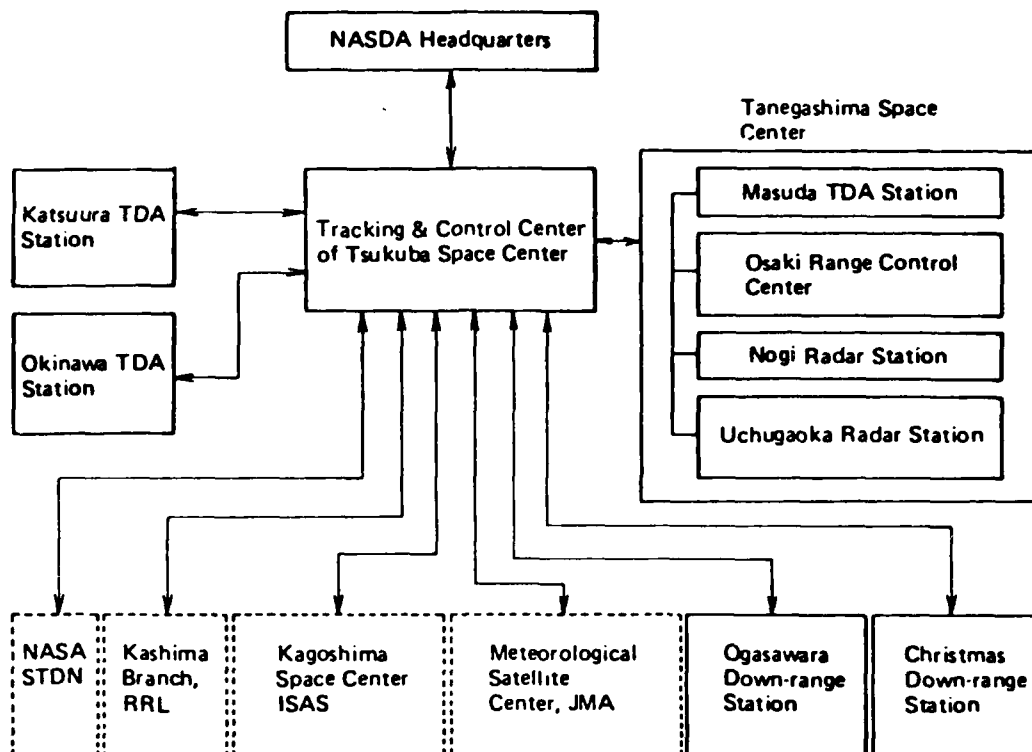 NASDA Headquarters
Tanegashima Space
Center
Katsuura TDA
Station
Tracking & Control Center
of Tsukuba Space Center
Masuda TDA Station
Osaki Range Control
Center
Okinawa TDA
Station
Nogi Radar Station
Uchugaoka Radar Station
NASA
STDN
Kashima
Branch,
RRL
Kagoshima
Space Center
ISAS
Meteorological
Satellite
Center, JMA
Ogasawara
Down-range
Station
Christmas
Down-range
Station